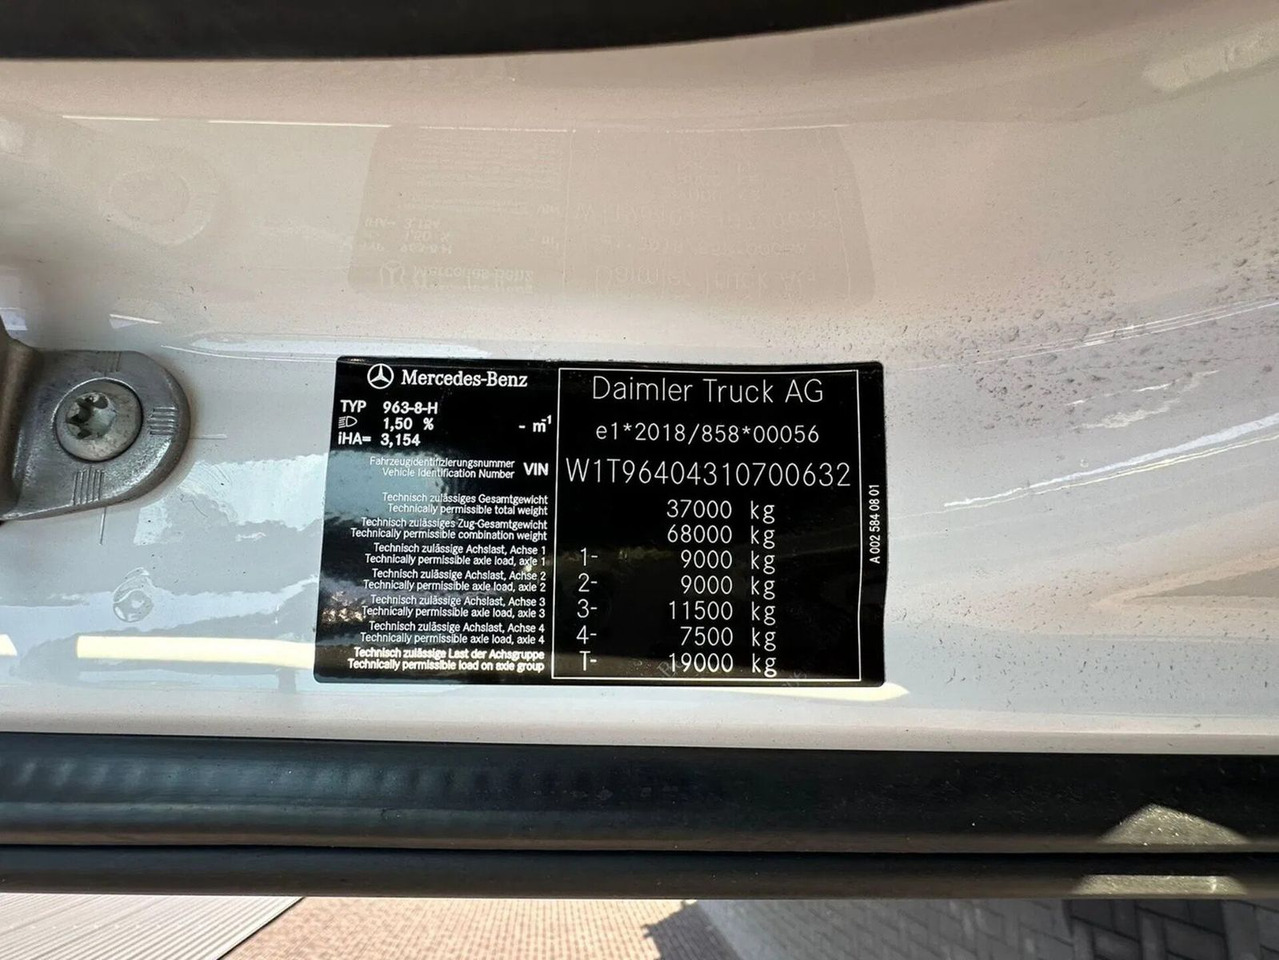 Mercedes-Benz
TYP 963-8-H
1,50 % - m⁻¹
iHA= 3,154
Fahrzeugidentifizierungsnummer
Vehicle Identification Number VIN
Technisch zulässiges Gesamtgewicht
Technically permissible total weight
Technisch zulässiges Zug-Gesamtgewicht
Technically permissible combination weight
Technisch zulässige Achslast, Achse 1
Technically permissible axle load, axle 1
Technisch zulässige Achslast, Achse 2
Technically permissible axle load, axle 2
Technisch zulässige Achslast, Achse 3
Technically permissible axle load, axle 3
Technisch zulässige Achslast, Achse 4
Technically permissible axle load, axle 4
Technisch zulässige Last der Achsgruppe
Technically permissible load on axle group
Daimler Truck AG
e1*2018/858*00056
W1T96404310700632
37000 kg
68000 kg
1- 9000 kg
2- 9000 kg
3- 11500 kg
4- 7500 kg
T- 19000 kg
A 002 584 08 01